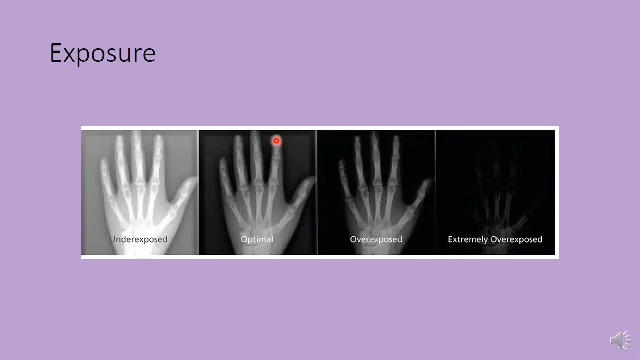 Exposure
Underexposed
Optimal
Overexposed
Extremely Overexposed